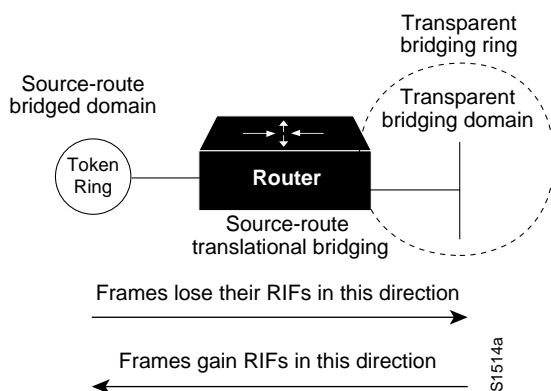 Transparent
bridging ring
Source-route
bridged domain
Transparent
bridging domain
Token
Ring
Router
Source-route
translational bridging
Frames lose their RIFs in this direction
Frames gain RIFs in this direction
S1514a